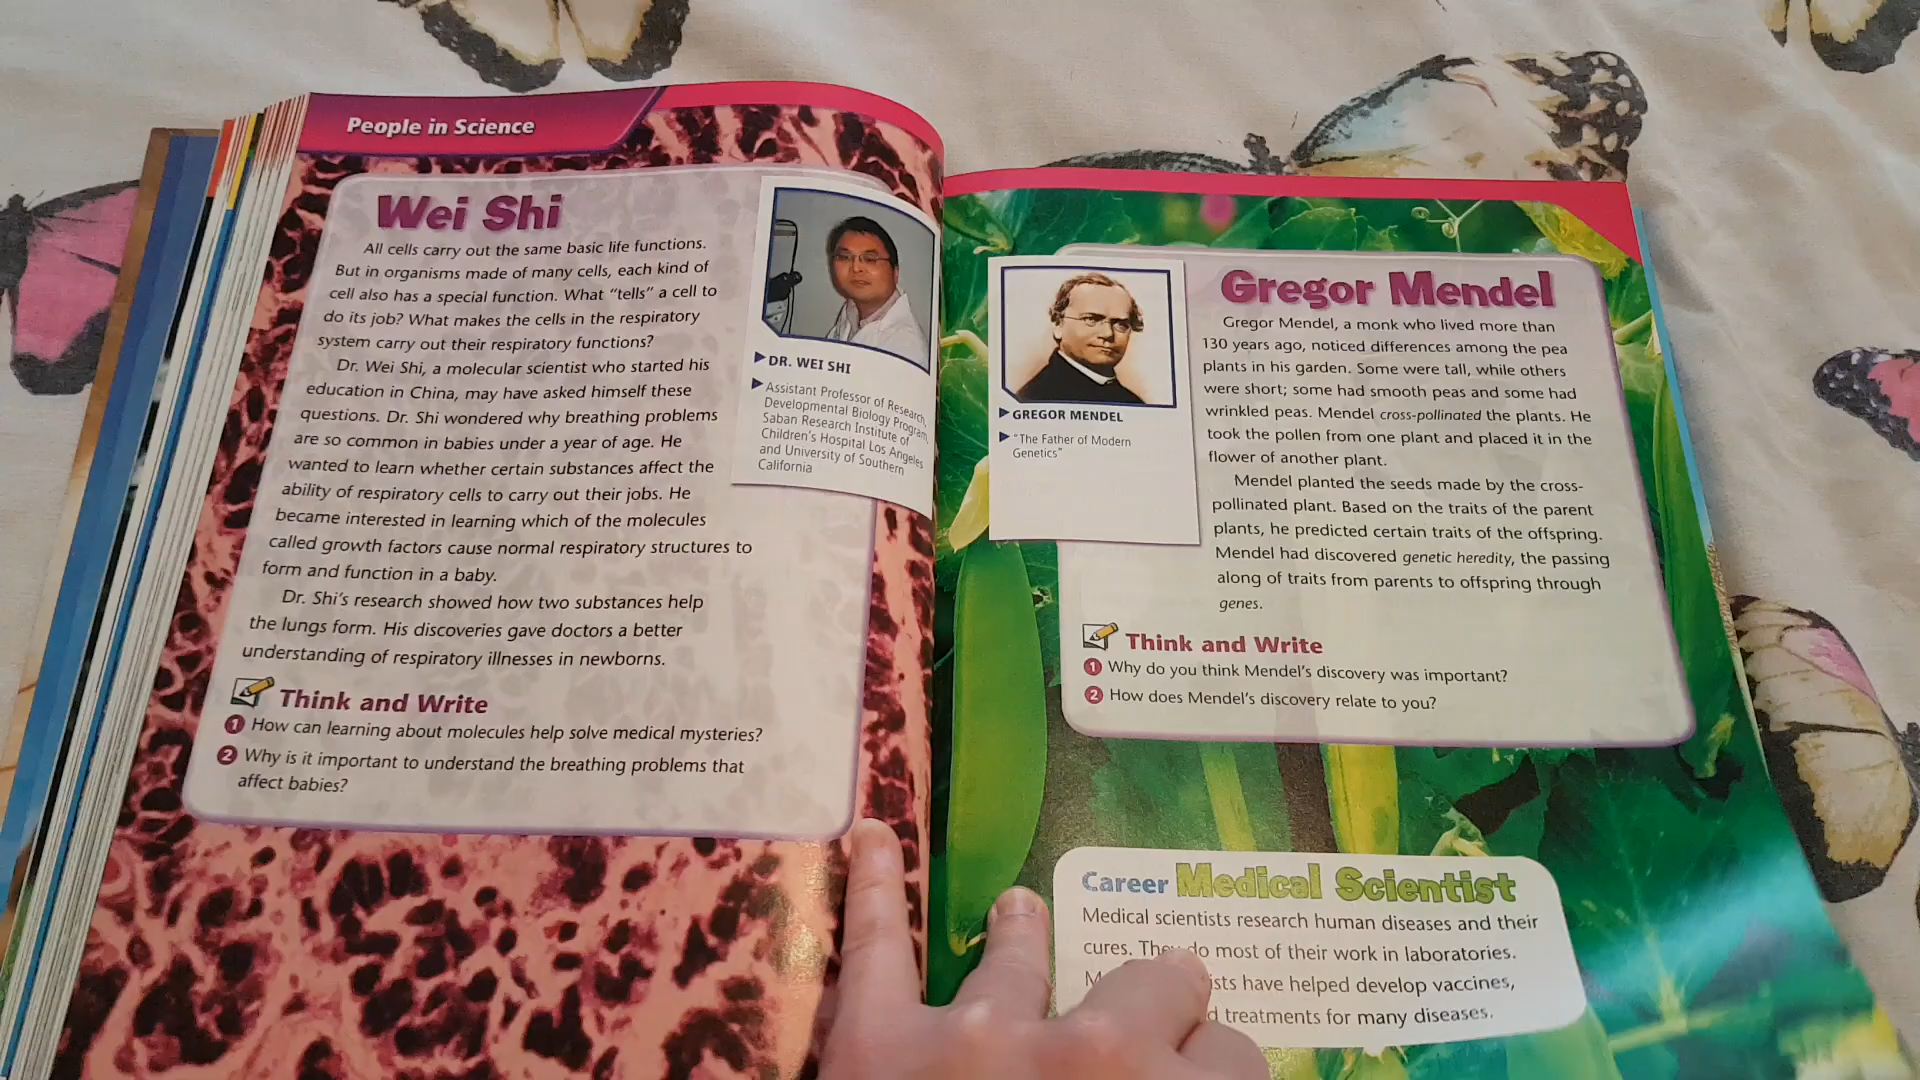 People in Science
Wei Shi
All cells carry out the same basic life functions.
But in organisms made of many cells, each kind of
cell also has a special function. What “tells” a cell to
do its job? What makes the cells in the respiratory
system carry out their respiratory functions?
Dr. Wei Shi, a molecular scientist who started his
education in China, may have asked himself these
questions. Dr. Shi wondered why breathing problems
are so common in babies under a year of age. He
wanted to learn whether certain substances affect the
ability of respiratory cells to carry out their jobs. He
became interested in learning which of the molecules
called growth factors cause normal respiratory structures to
form and function in a baby.
Dr. Shi’s research showed how two substances help
the lungs form. His discoveries gave doctors a better
understanding of respiratory illnesses in newborns.
DR. WEI SHI
Assistant Professor of Research,
Developmental Biology Program,
Saban Research Institute of
Children’s Hospital Los Angeles
and University of Southern
California
Think and Write
1 How can learning about molecules help solve medical mysteries?
2 Why is it important to understand the breathing problems that
affect babies?
GREGOR MENDEL
“The Father of Modern
Genetics”
Gregor Mendel
Gregor Mendel, a monk who lived more than
130 years ago, noticed differences among the pea
plants in his garden. Some were tall, while others
were short; some had smooth peas and some had
wrinkled peas. Mendel cross-pollinated the plants. He
took the pollen from one plant and placed it in the
flower of another plant.
Mendel planted the seeds made by the cross-
pollinated plant. Based on the traits of the parent
plants, he predicted certain traits of the offspring.
Mendel had discovered genetic heredity, the passing
along of traits from parents to offspring through
genes.
Think and Write
1 Why do you think Mendel’s discovery was important?
2 How does Mendel’s discovery relate to you?
Career Medical Scientist
Medical scientists research human diseases and their
cures. They do most of their work in laboratories.
have helped develop vaccines,
treatments for many diseases.